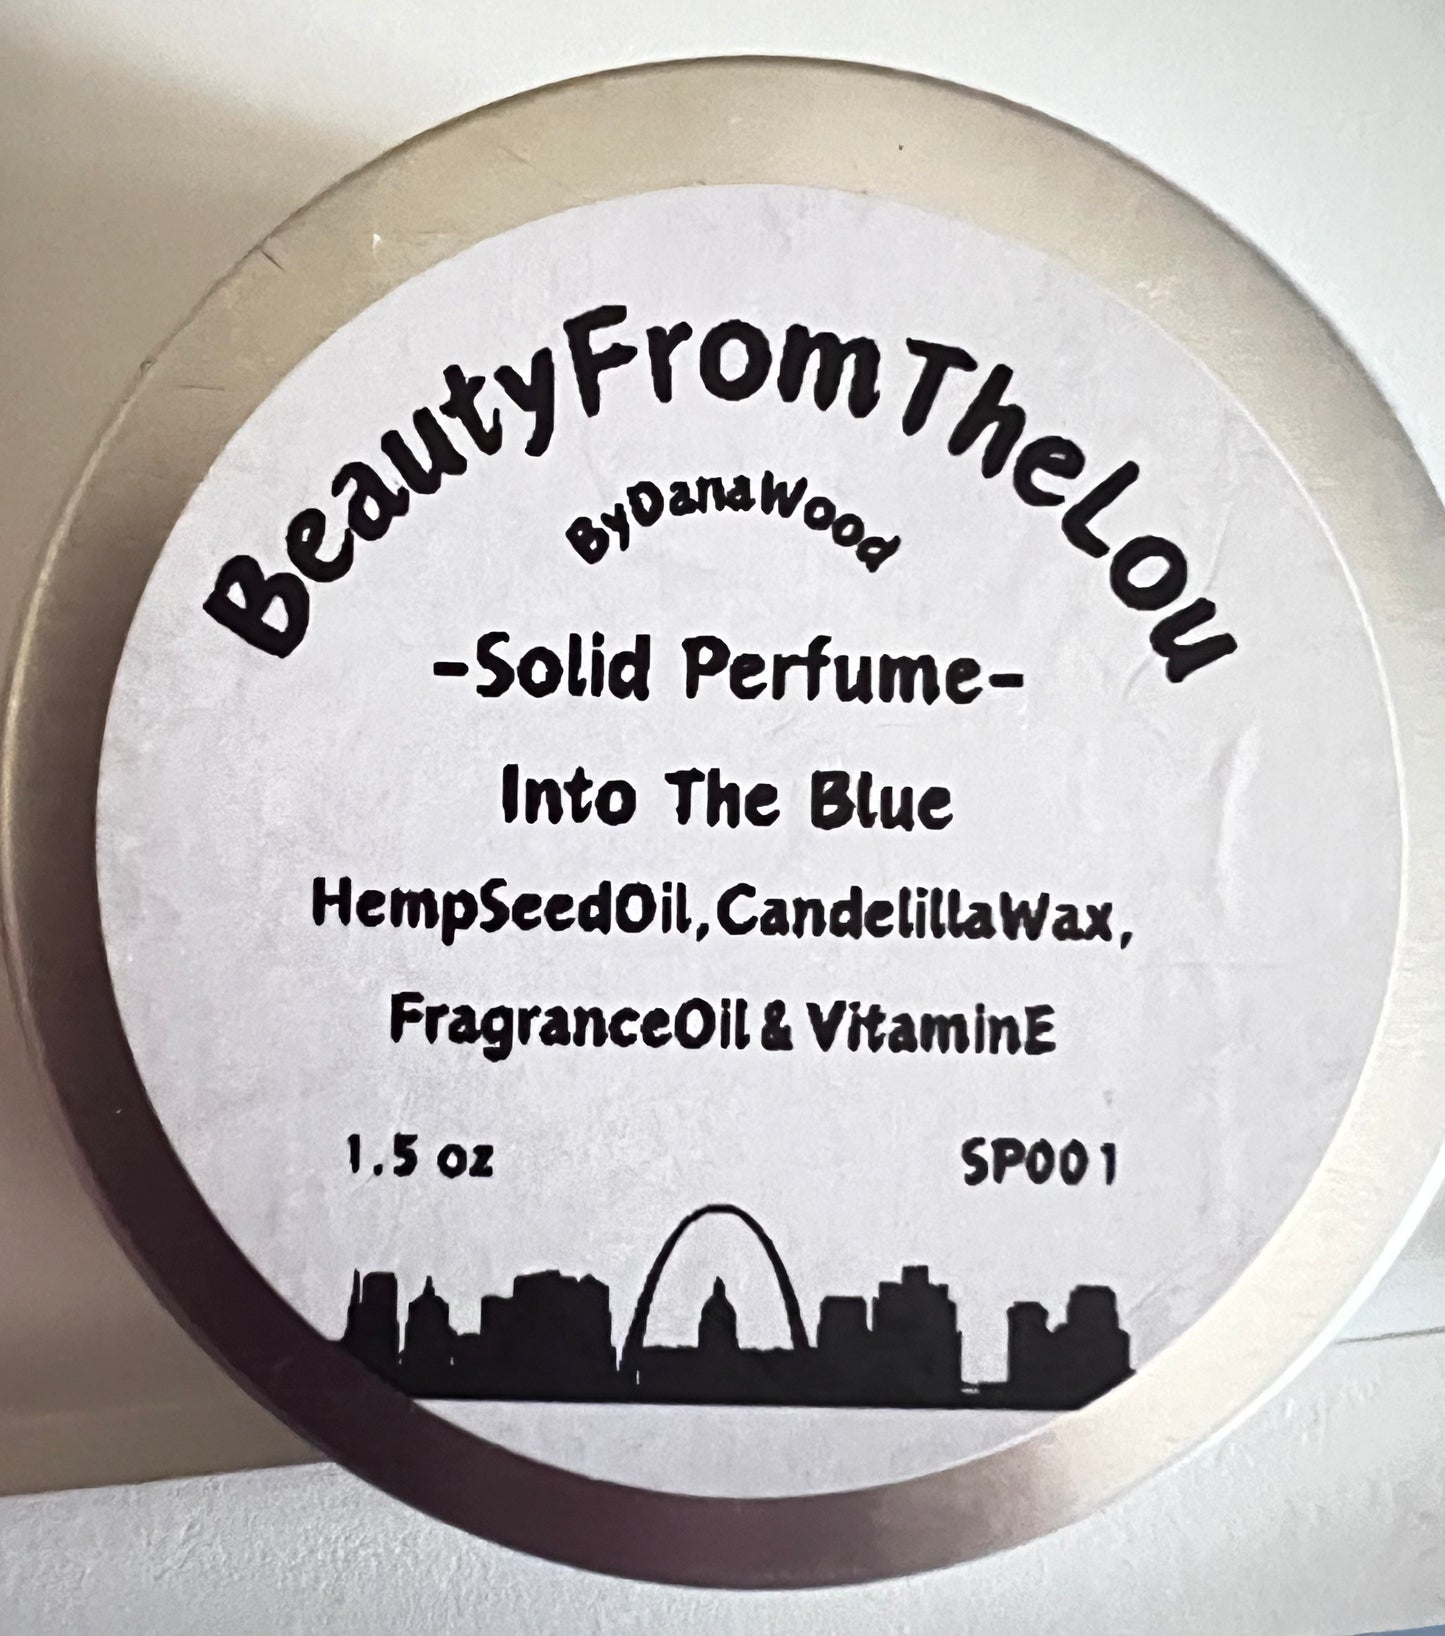 BeautyFromTheLou
ByDanaWood
-Solid Perfume-
Into The Blue
HempSeedOil,CandelillaWax,
FragranceOil & VitaminE
1.5 oz SP001